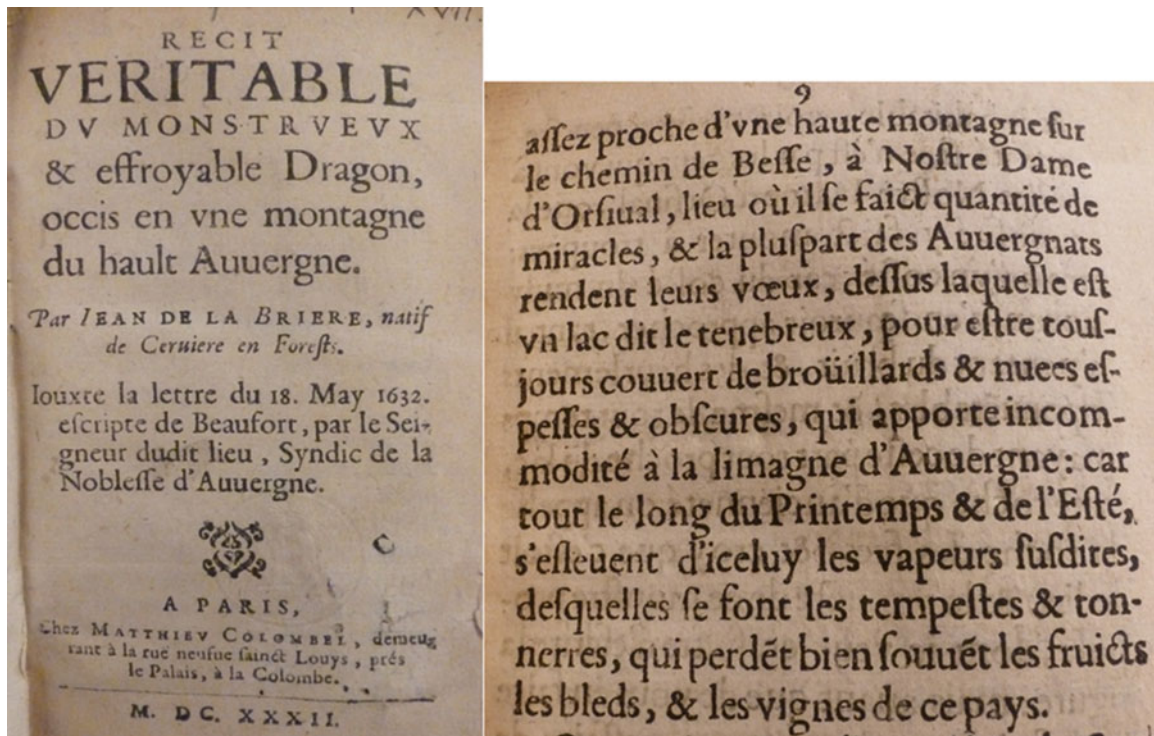 XVII.
RECIT
VERITABLE
DV MONSTRVEVX
& effroyable Dragon,
occis en vne montagne
du hault Auuergne.
Par IEAN DE LA BRIERE, natif
de Ceruiere en Foreſts.
Iouxte la lettre du 18. May 1632.
eſcripte de Beaufort, par le Sei-
gneur dudit lieu, Syndic de la
Nobleſſe d'Auuergne.
A PARIS,
Chez MATTHIEV COLOMBEL, demeu-
rant à la ruë neufue ſainct Louys, prés
le Palais, à la Colombe.
M. DC. XXXII.
9
aſſez proche d'vne haute montagne ſur
le chemin de Beſſe, à Noſtre Dame
d'Orſiual, lieu où il ſe faict quantité de
miracles, & la pluſpart des Auuergnats
rendent leurs vœux, deſſus laquelle eſt
vn lac dit le tenebreux, pour eſtre touſ-
jours couuert de broüillards & nuees eſ-
peſſes & obſcures, qui apporte incom-
modité à la limagne d'Auuergne: car
tout le long du Printemps & de l'Eſté,
s'eſleuent d'iceluy les vapeurs ſuſdites,
deſquelles ſe font les tempeſtes & ton-
nerres, qui perdēt bien ſouuēt les fruicts
les bleds, & les vignes de ce pays.